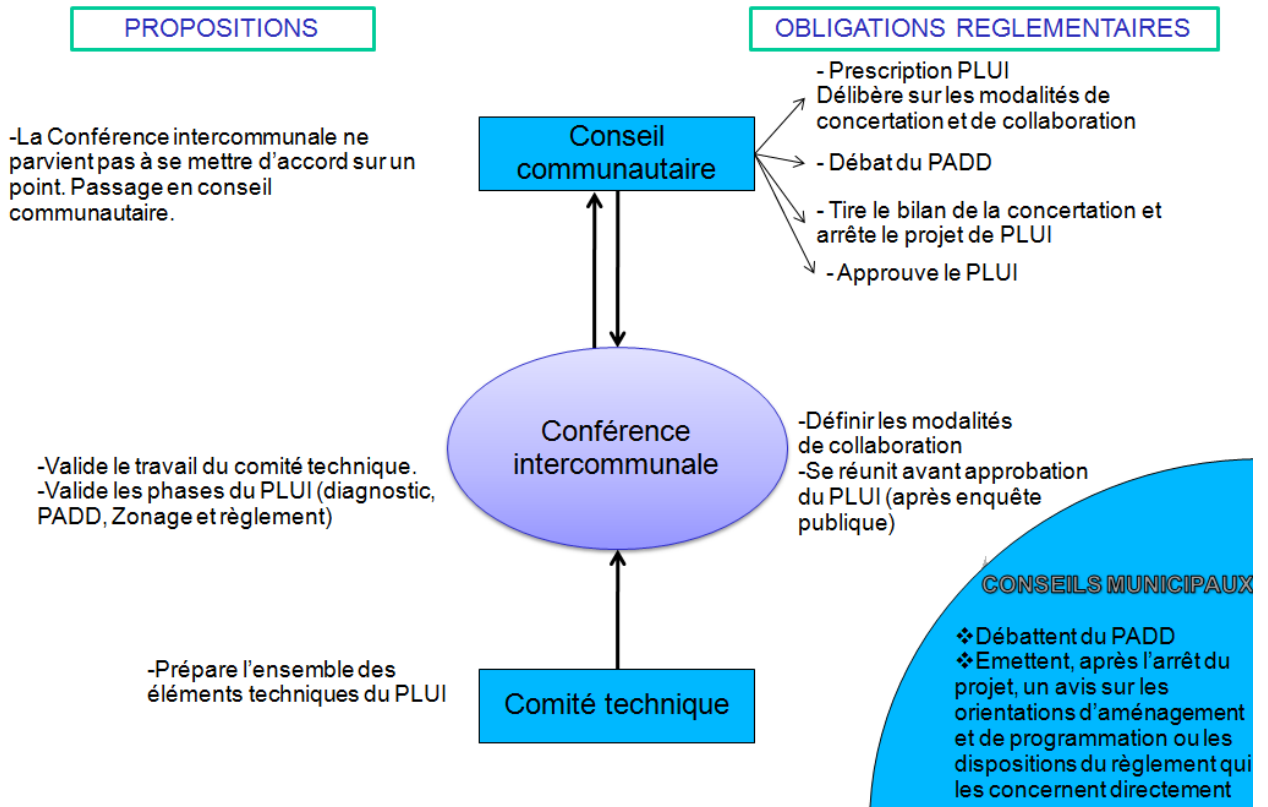 PROPOSITIONS
OBLIGATIONS REGLEMENTAIRES
-La Conférence intercommunale ne
parvient pas à se mettre d'accord sur un
point. Passage en conseil
communautaire.
Conseil
communautaire
- Prescription PLUI
Délibère sur les modalités de
concertation et de collaboration
- Débat du PADD
- Tire le bilan de la concertation et
arrête le projet de PLUI
- Approuve le PLUI
-Valide le travail du comité technique.
-Valide les phases du PLUI (diagnostic,
PADD, Zonage et règlement)
Conférence
intercommunale
-Définir les modalités
de collaboration
-Se réunit avant approbation
du PLUI (après enquête
publique)
-Prépare l'ensemble des
éléments techniques du PLUI
Comité technique
CONSEILS MUNICIPAUX
❖Débattent du PADD
❖Emettent, après l'arrêt du
projet, un avis sur les
orientations d'aménagement
et de programmation ou les
dispositions du règlement qui
les concernent directement